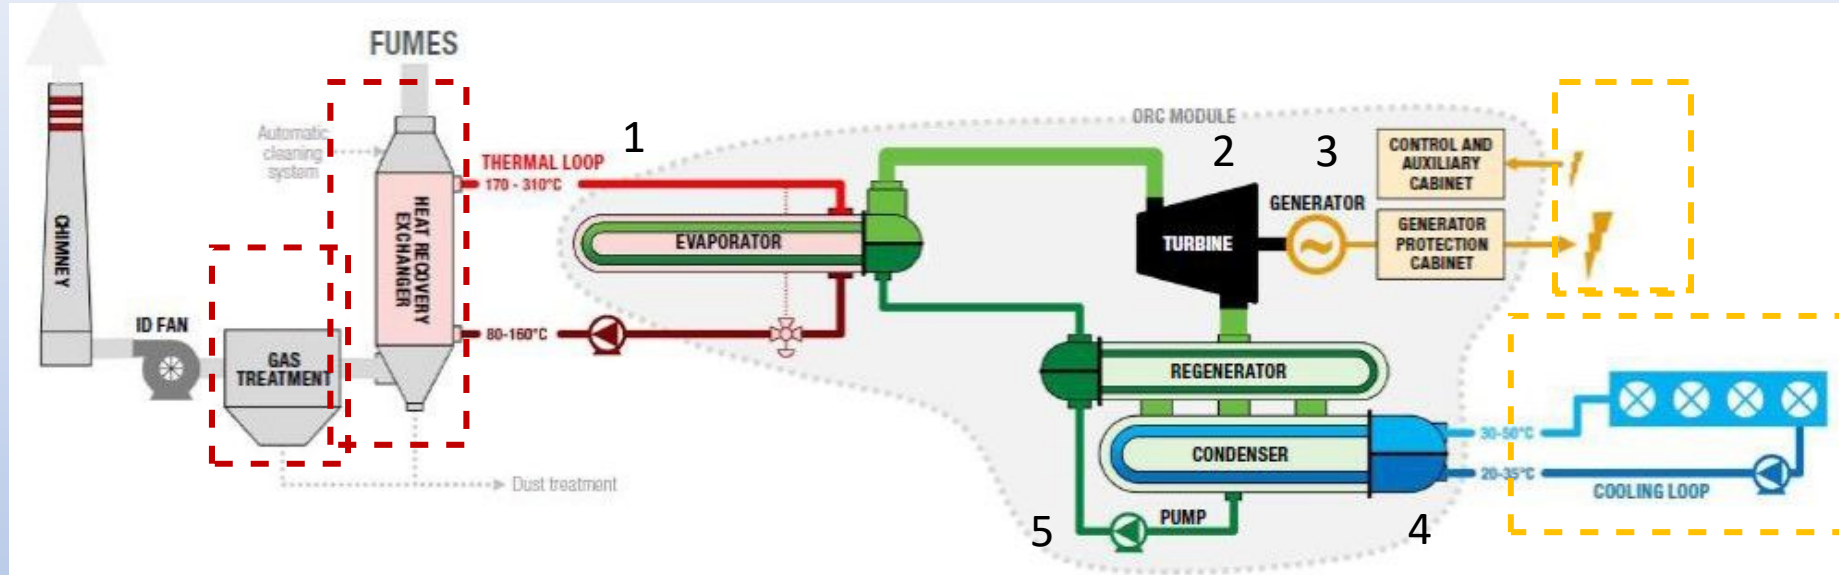 FUMES
Automatic
cleaning
system
THERMAL LOOP
170 - 310°C
1
ORC MODULE
2
3
CONTROL AND
AUXILIARY
CABINET
GENERATOR
GENERATOR
PROTECTION
CABINET
CHIMNEY
HEAT RECOVERY
EXCHANGER
EVAPORATOR
TURBINE
ID FAN
80-160°C
GAS
TREATMENT
REGENERATOR
CONDENSER
30-50°C
20-35°C
COOLING LOOP
Dust treatment
5
PUMP
4